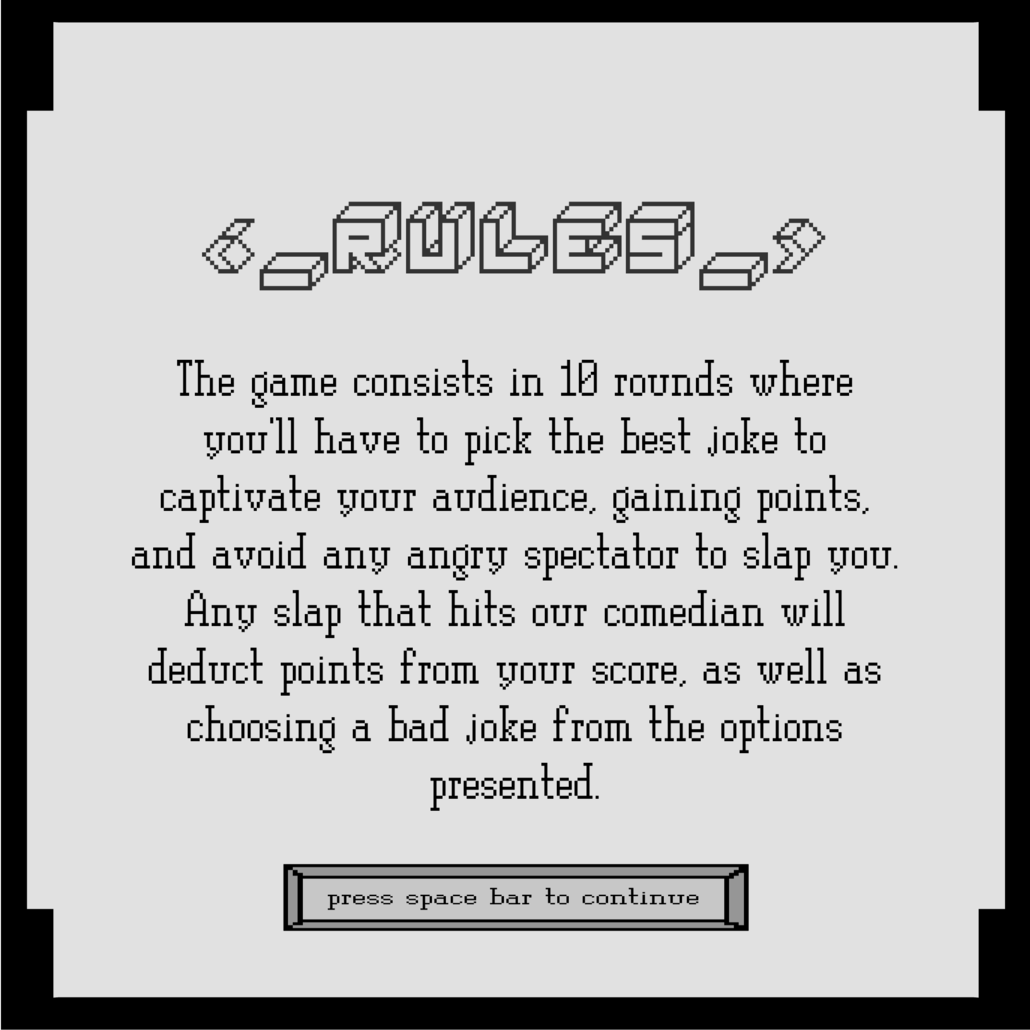 <_RULES_>
The game consists in 10 rounds where
you'll have to pick the best joke to
captivate your audience, gaining points,
and avoid any angry spectator to slap you.
Any slap that hits our comedian will
deduct points from your score, as well as
choosing a bad joke from the options
presented.
press space bar to continue